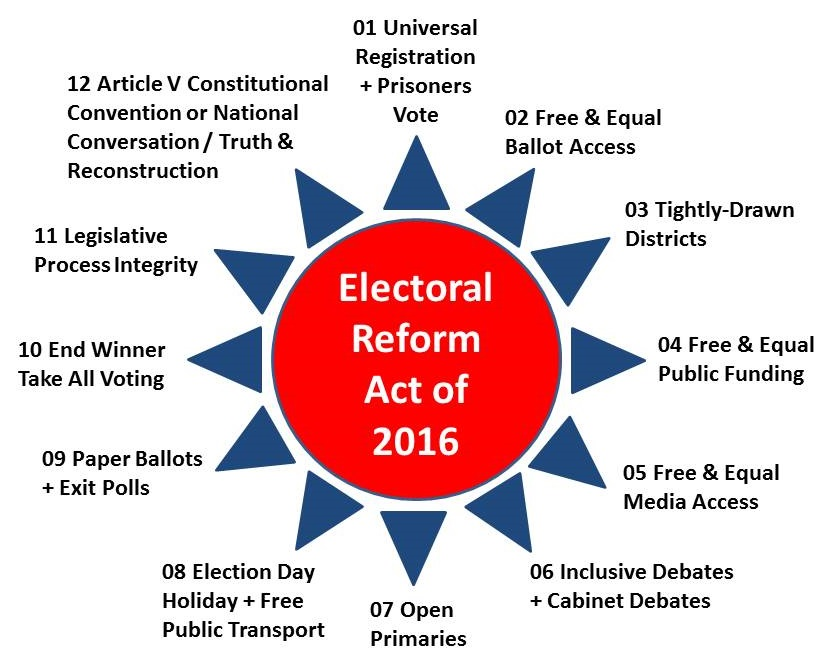 01 Universal
Registration
+ Prisoners
Vote
02 Free & Equal
Ballot Access
03 Tightly-Drawn
Districts
04 Free & Equal
Public Funding
05 Free & Equal
Media Access
06 Inclusive Debates
+ Cabinet Debates
07 Open
Primaries
08 Election Day
Holiday + Free
Public Transport
09 Paper Ballots
+ Exit Polls
10 End Winner
Take All Voting
11 Legislative
Process Integrity
12 Article V Constitutional
Convention or National
Conversation / Truth &
Reconstruction
Electoral
Reform
Act of
2016